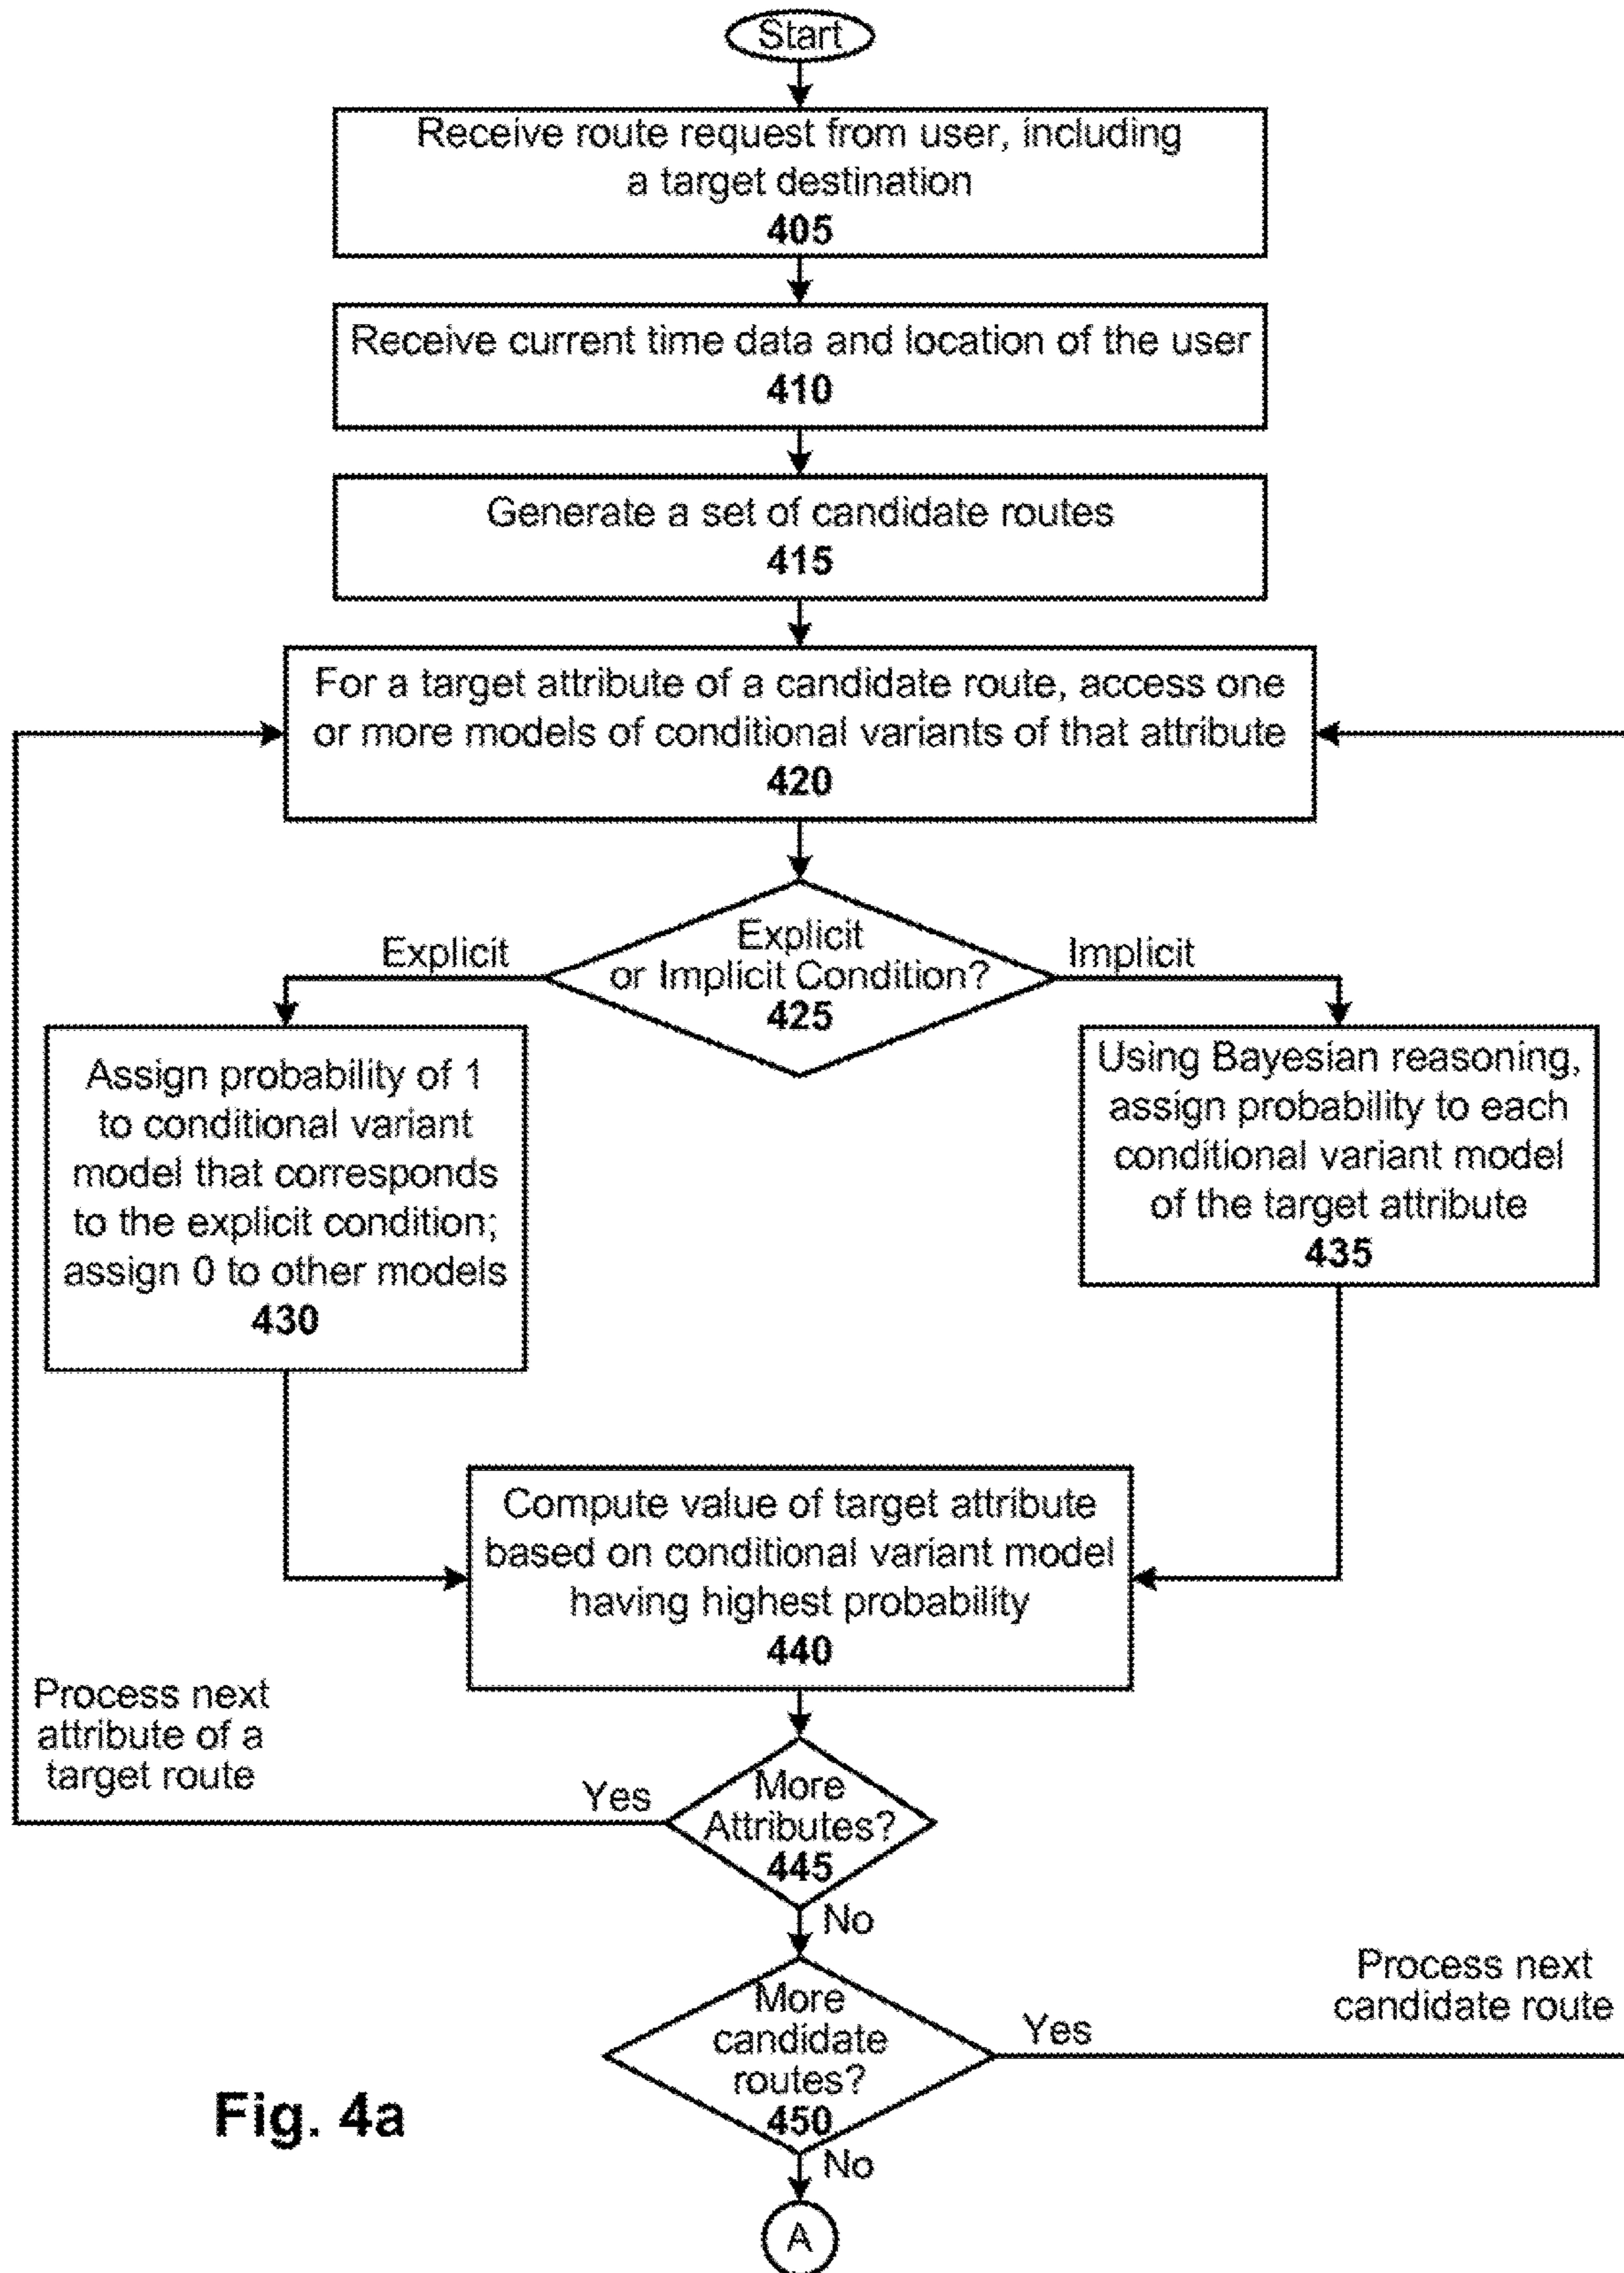 Start
Receive route request from user, including
a target destination
405
Receive current time data and location of the user
410
Generate a set of candidate routes
415
For a target attribute of a candidate route, access one
or more models of conditional variants of that attribute
420
Explicit
Explicit
or Implicit Condition?
425
Implicit
Assign probability of 1
to conditional variant
model that corresponds
to the explicit condition;
assign 0 to other models
430
Using Bayesian reasoning,
assign probability to each
conditional variant model
of the target attribute
435
Compute value of target attribute
based on conditional variant model
having highest probability
440
Process next
attribute of a
target route
Yes
More
Attributes?
445
No
More
candidate
routes?
450
Yes
Process next
candidate route
No
A
Fig. 4a